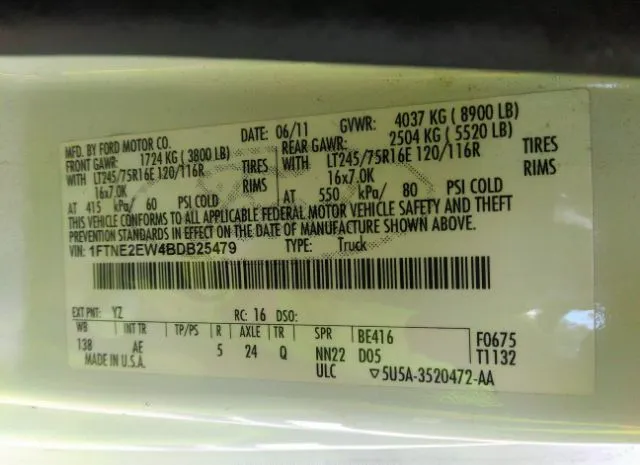 MFD. BY FORD MOTOR CO. DATE: 06/11 GVWR: 4037 KG ( 8900 LB)
FRONT GAWR: 1724 KG ( 3800 LB) REAR GAWR: 2504 KG ( 5520 LB)
WITH LT245/75R16E 120/116R TIRES WITH LT245/75R16E 120/116R TIRES
16x7.0K RIMS 16x7.0K RIMS
AT 415 kPa/ 60 PSI COLD AT 550 kPa/ 80 PSI COLD
THIS VEHICLE CONFORMS TO ALL APPLICABLE FEDERAL MOTOR VEHICLE SAFETY AND THEFT
PREVENTION STANDARDS IN EFFECT ON THE DATE OF MANUFACTURE SHOWN ABOVE.
VIN: 1FTNE2EW4BDB25479 TYPE: Truck
EXT PNT: YZ RC: 16 DSO:
WB INT TR TP/PS R AXLE TR SPR BE416 F0675
138 AE 5 24 Q NN22 D05 T1132
MADE IN U.S.A. ULC ▽5U5A-3520472-AA